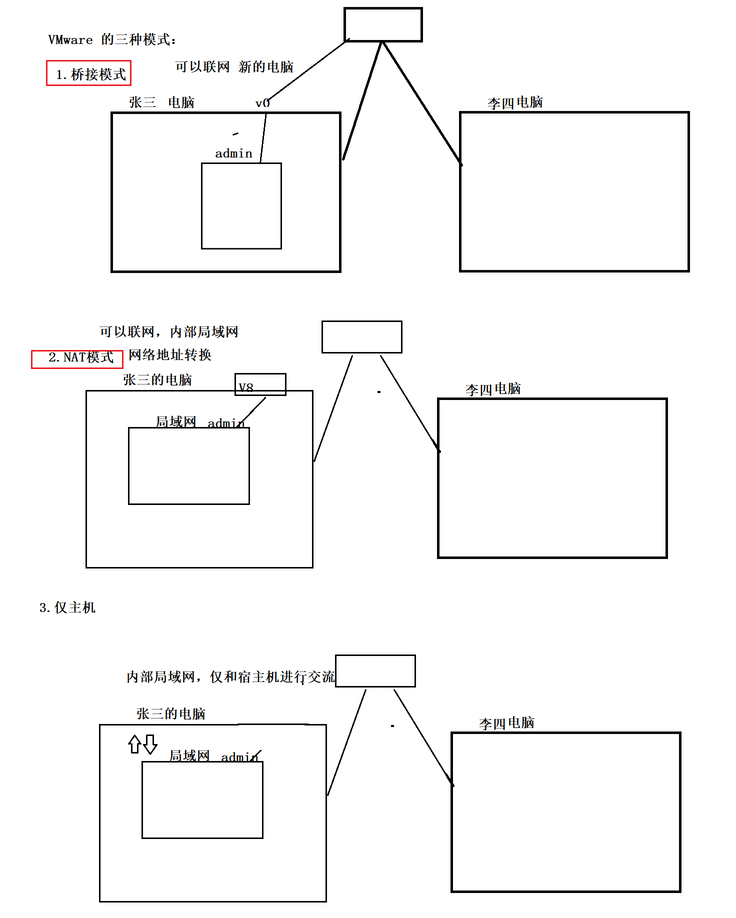 VMware 的三种模式：
1.桥接模式
可以联网 新的电脑
张三 电脑
v0
李四电脑
admin
可以联网，内部局域网
2.NAT模式
网络地址转换
张三的电脑
V8
李四电脑
局域网 admin
3.仅主机
内部局域网，仅和宿主机进行交流
张三的电脑
李四电脑
局域网 admin